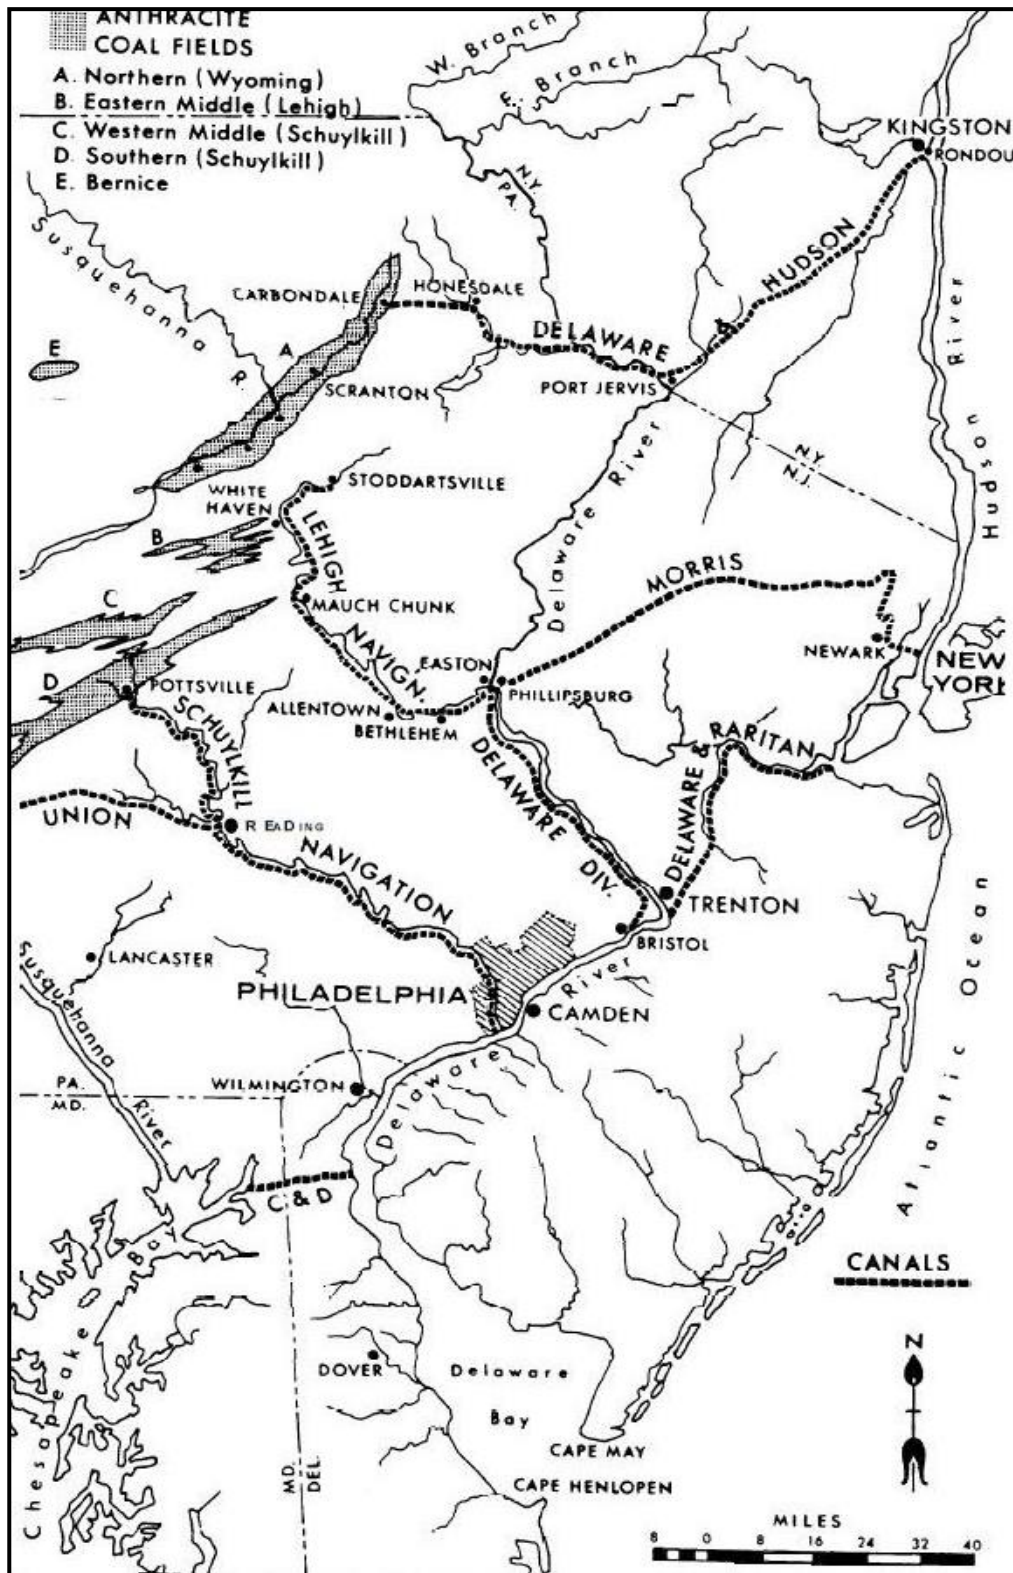 ANTHRACITE
COAL FIELDS
A. Northern (Wyoming)
B. Eastern Middle (Lehigh)
C. Western Middle (Schuylkill)
D. Southern (Schuylkill)
E. Bernice
W. Branch
E. Branch
KINGSTON
RONDOU
N.Y.
PA.
Susquehanna
R.
HUDSON
River
CARBONDALE
HONESDALE
DELAWARE
E
A
SCRANTON
PORT JERVIS
Hudson
N.Y.
N.J.
Delaware River
WHITE
HAVEN
STODDARTSVILLE
B
LEHIGH
MORRIS
C
MAUCH CHUNK
NAVIGN.
EASTON
NEWARK
NEW
YORK
D
POTTSVILLE
PHILLIPSBURG
ALLENTOWN
BETHLEHEM
SCHUYLKILL
DELAWARE DIV.
DELAWARE & RARITAN
UNION
READING
NAVIGATION
TRENTON
BRISTOL
LANCASTER
PHILADELPHIA
River
CAMDEN
Atlantic Ocean
Susquehanna
River
Delaware
PA.
MD.
WILMINGTON
C & D
Bay
Chesapeake
CANALS
N
DOVER
Delaware
Bay
MD.
DEL.
CAPE MAY
CAPE HENLOPEN
MILES
8 0 8 16 24 32 40